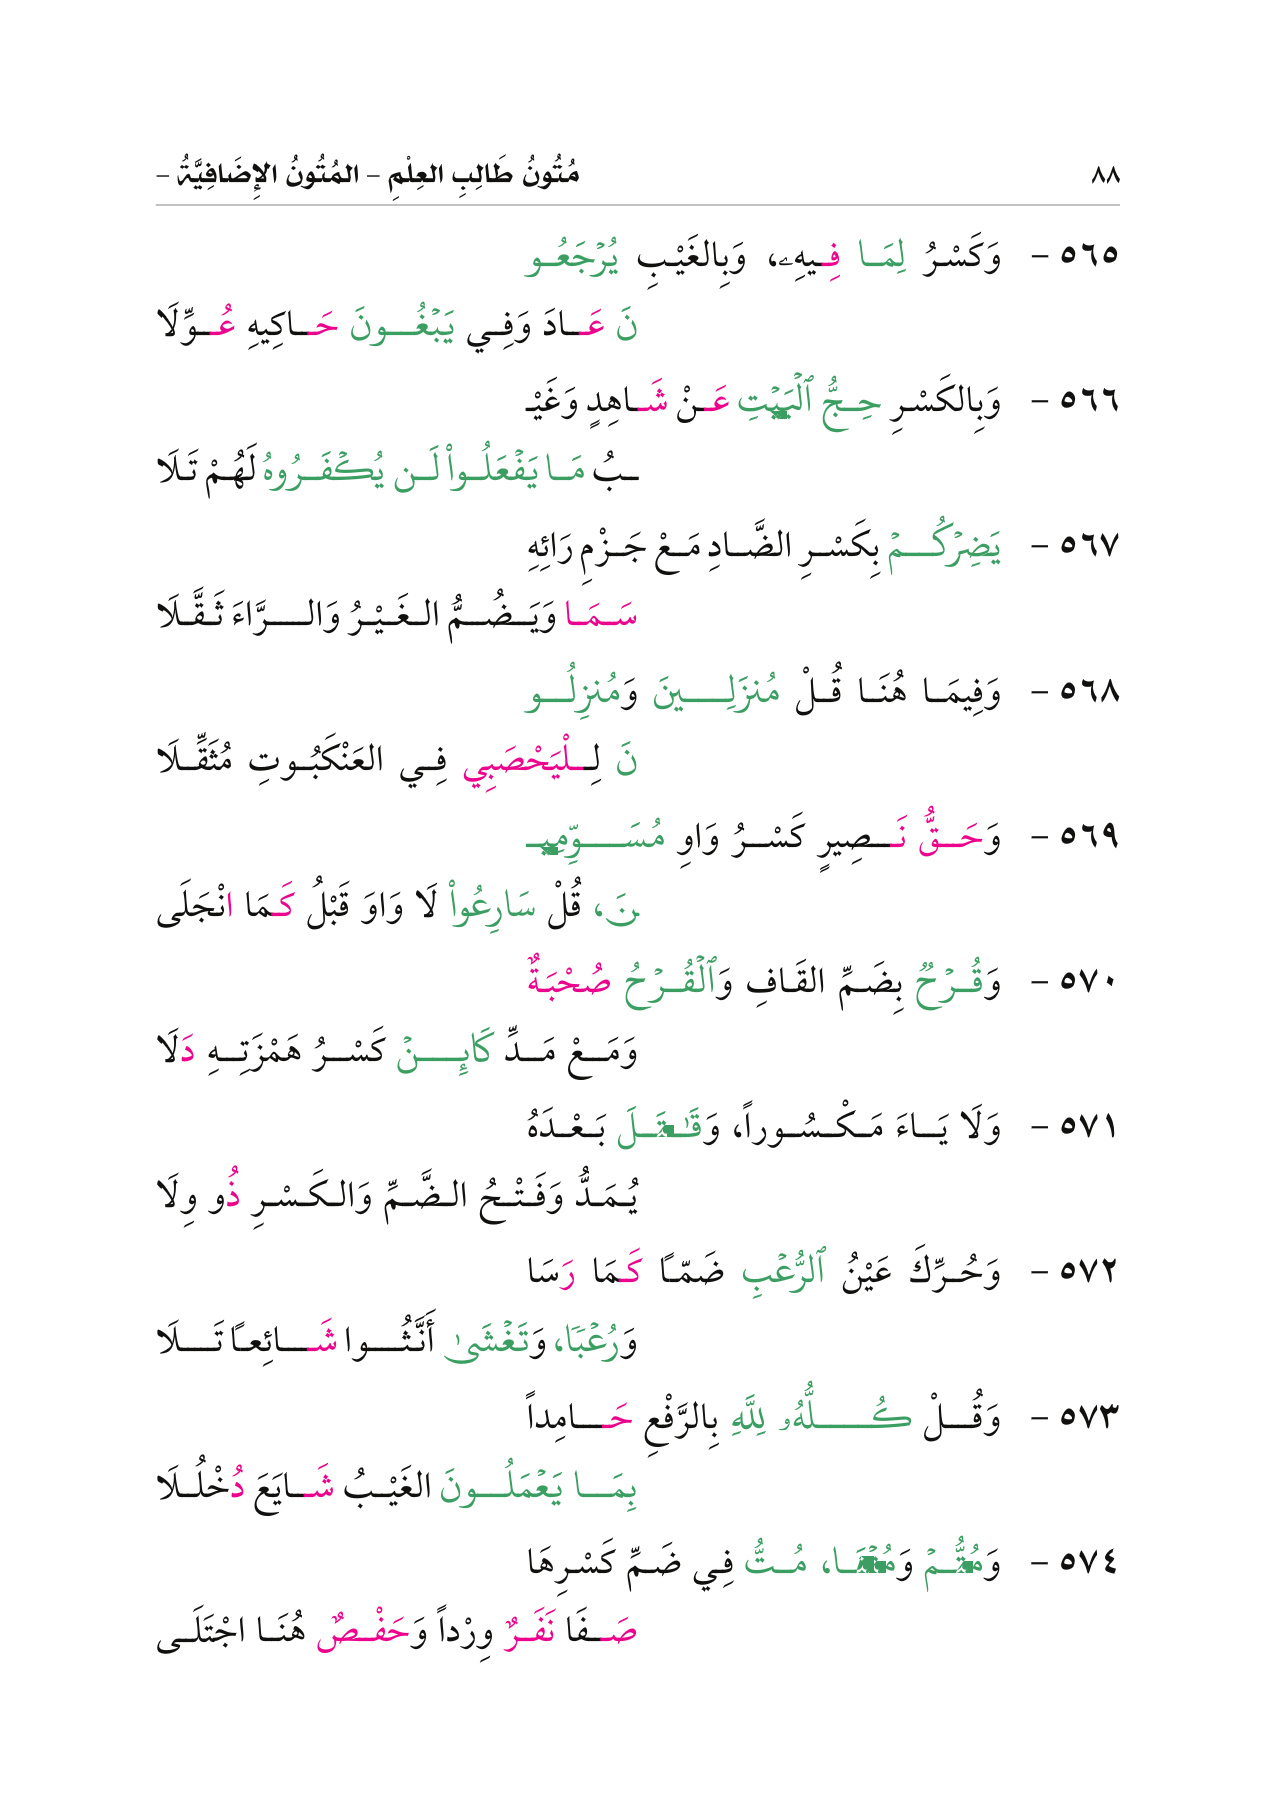 ٨٨
مُتُونُ طَالِبِ العِلْمِ – المُتُونُ الإِضَافِيَّةُ –
٥٦٥ – وَكَسْرُ لِمَا فِيهِۦ، وَبِالغَيْبِ يُرْجَعُو
نَ عَادَ وَفِي يَبْغُونَ حَاكِيهِ عُوِّلَا
٥٦٦ – وَبِالكَسْرِ حِجُّ ٱلْبَيْتِ عَنْ شَاهِدٍ وَغَيْـ
ـبُ مَا يَفْعَلُواْ لَن يُكْفَرُوهُ لَهُمْ تَلَا
٥٦٧ – يَضِرْكُمْ بِكَسْرِ الضَّادِ مَعْ جَزْمِ رَائِهِ
سَمَا وَيَضُمُّ الغَيْرُ وَالرَّاءَ ثَقَّلَا
٥٦٨ – وَفِيمَا هُنَا قُلْ مُنزَلِينَ وَمُنزِلُو
نَ لِلْيَحْصَبِي فِي العَنْكَبُوتِ مُثَقِّلَا
٥٦٩ – وَحَقُّ نَصِيرٍ كَسْرُ وَاوِ مُسَوِّمِيـ
ـنَ، قُلْ سَارِعُواْ لَا وَاوَ قَبْلُ كَمَا انْجَلَى
٥٧٠ – وَقُرْحٌ بِضَمِّ القَافِ وَٱلْقُرْحُ صُحْبَةٌ
وَمَعْ مَدِّ كَائِنْ كَسْرُ هَمْزَتِهِ دَلَا
٥٧١ – وَلَا يَاءَ مَكْسُوراً، وَقَٰتَلَ بَعْدَهُ
يُمَدُّ وَفَتْحُ الضَّمِّ وَالكَسْرِ ذُو وِلَا
٥٧٢ – وَحُرِّكَ عَيْنُ ٱلرُّعْبِ ضَمًّا كَمَا رَسَا
وَرُعْبًا، وَتَغْشَىٰ أَنَّثُوا شَائِعًا تَلَا
٥٧٣ – وَقُلْ كُلُّهُۥ لِلَّهِ بِالرَّفْعِ حَامِداً
بِمَا يَعْمَلُونَ الغَيْبُ شَايَعَ دُخْلُلَا
٥٧٤ – وَمُتُّمْ وَمُتْنَا، مُتُّ فِي ضَمِّ كَسْرِهَا
صَفَا نَفَرٌ وِرْداً وَحَفْصٌ هُنَا اجْتَلَى